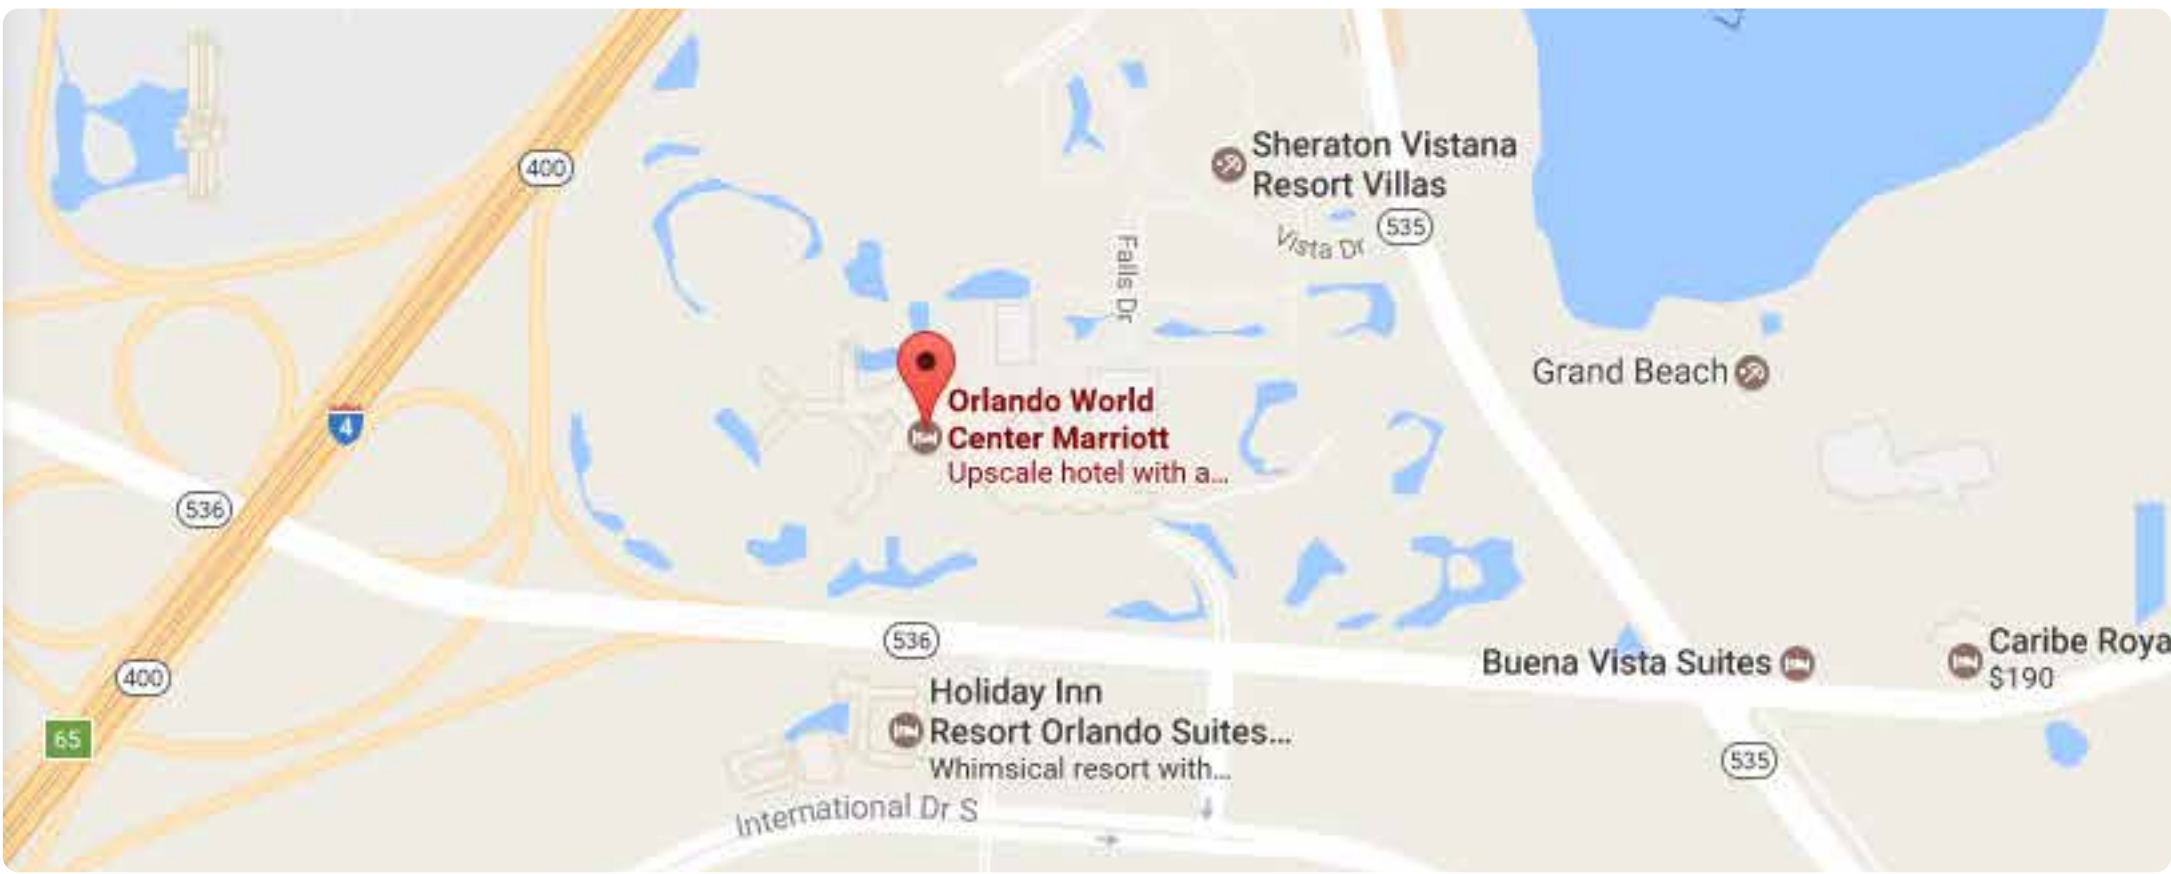 400
Sheraton Vistana
Resort Villas
535
Vista Dr
Falls Dr
Grand Beach
Orlando World
Center Marriott
Upscale hotel with a...
4
536
536
Buena Vista Suites
Caribe Roya
$190
400
65
Holiday Inn
Resort Orlando Suites...
Whimsical resort with...
535
International Dr S